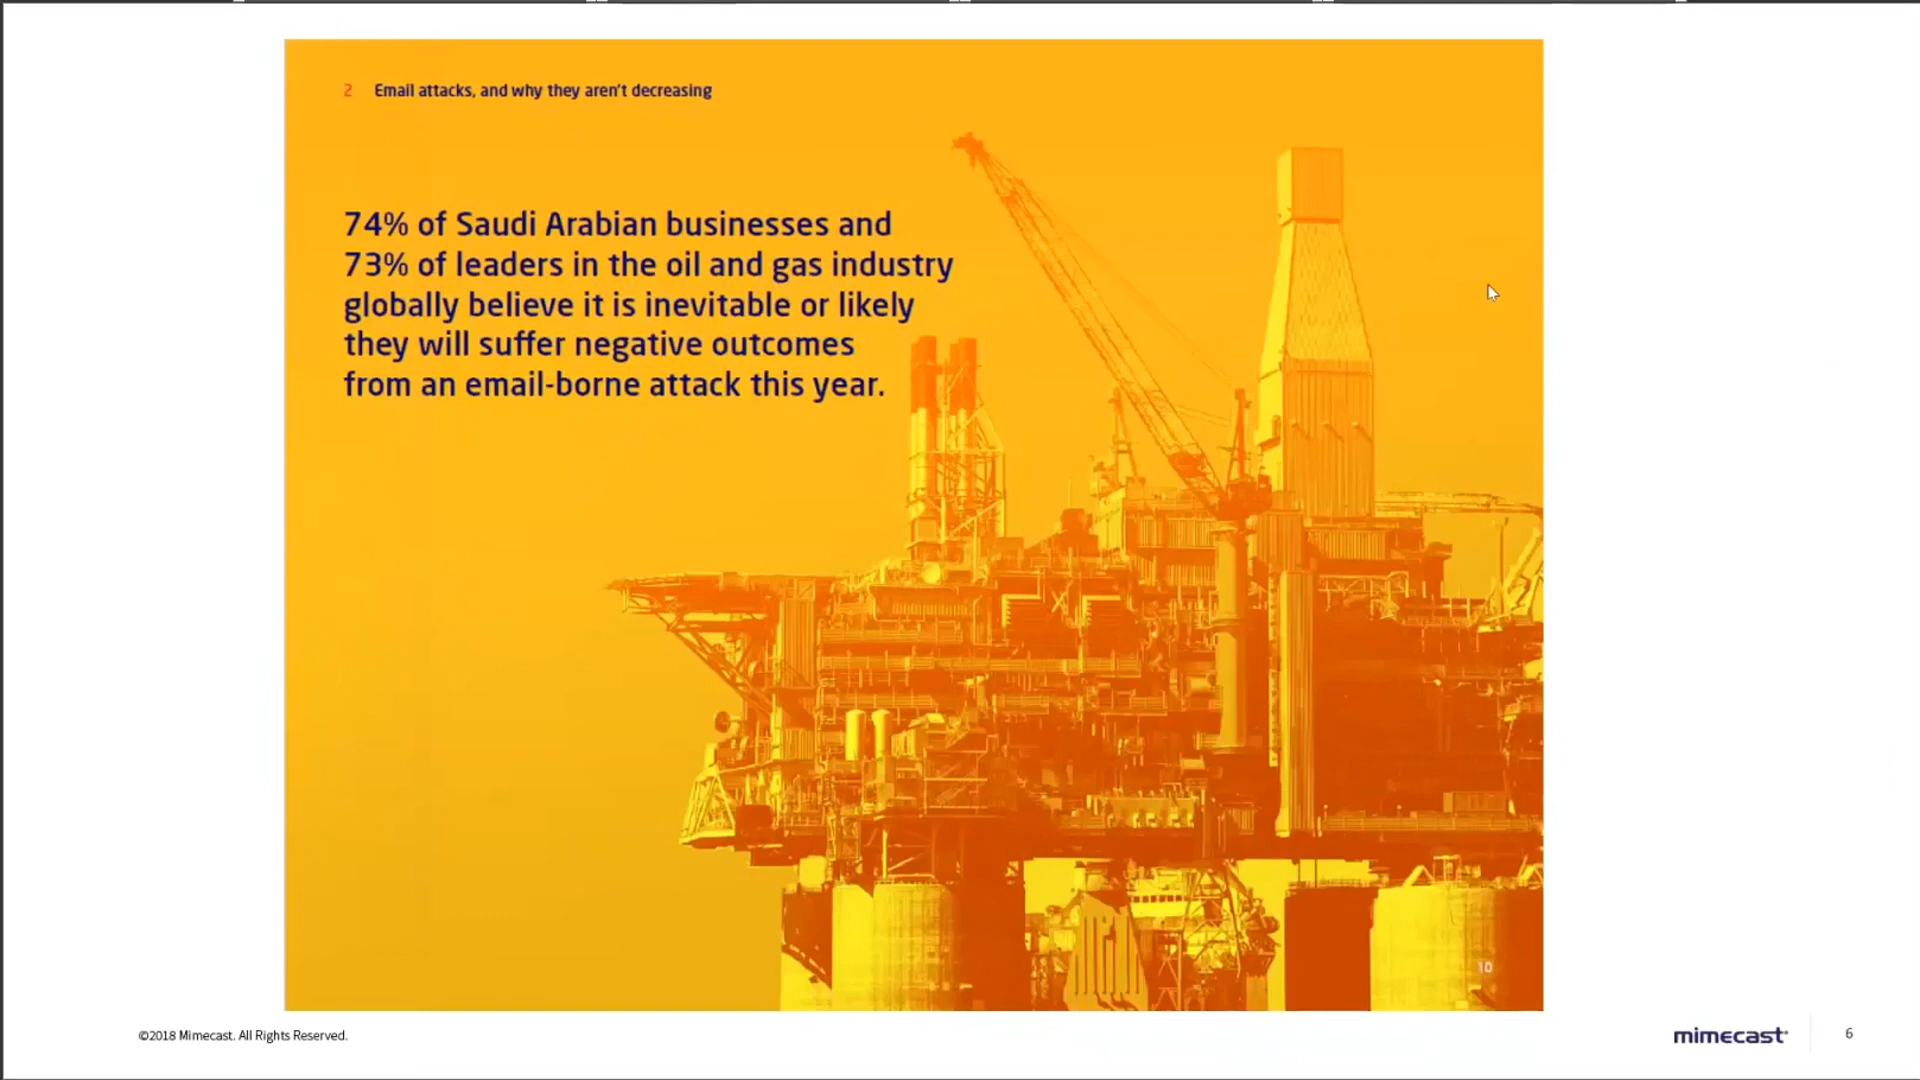 2 Email attacks, and why they aren't decreasing
74% of Saudi Arabian businesses and
73% of leaders in the oil and gas industry
globally believe it is inevitable or likely
they will suffer negative outcomes
from an email-borne attack this year.
10
©2018 Mimecast. All Rights Reserved.
mimecast
6